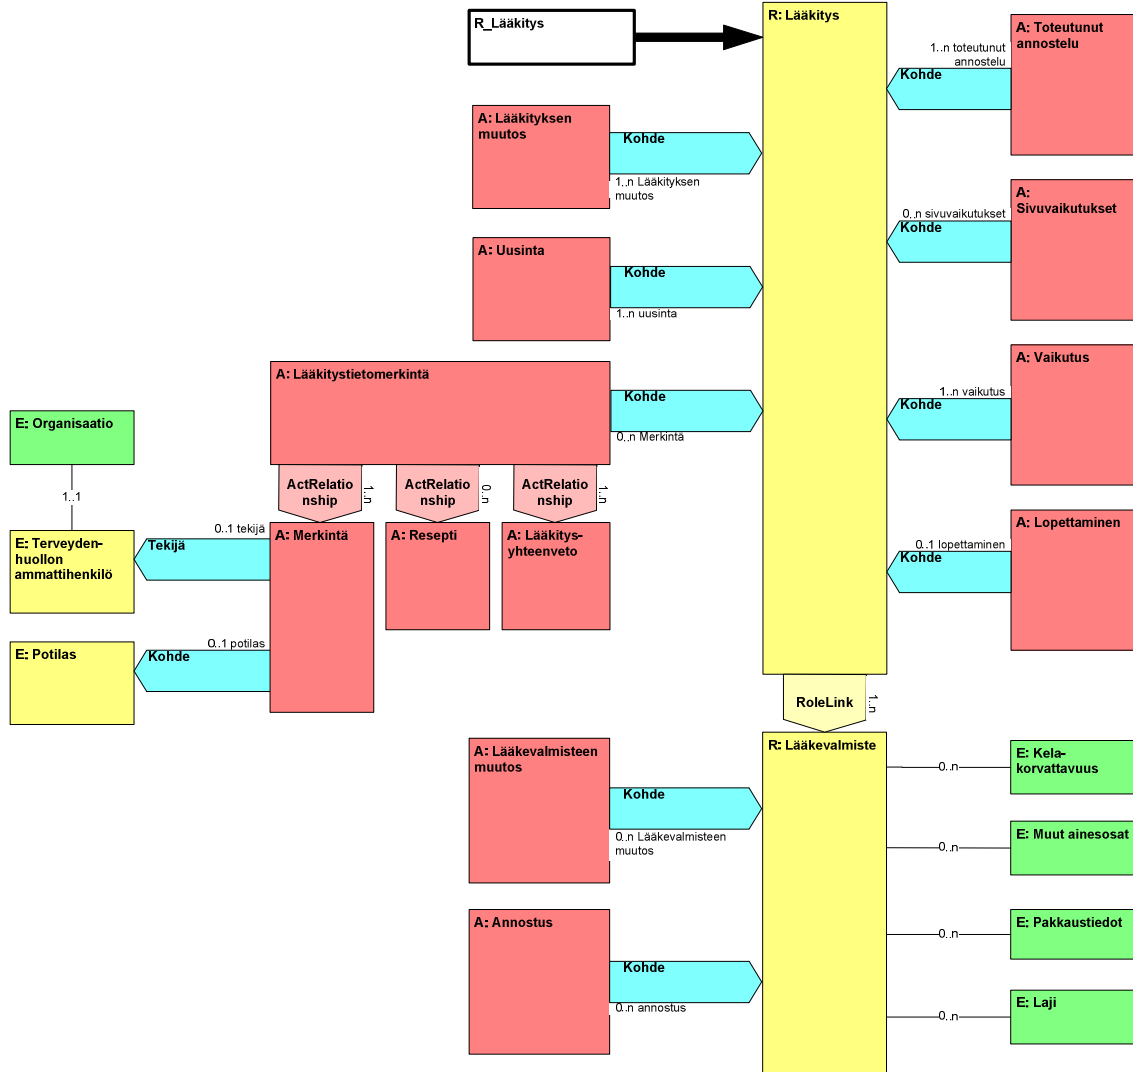 R_Lääkitys
R: Lääkitys
A: Toteutunut
annostelu
1..n toteutunut
annostelu
Kohde
A: Lääkityksen
muutos
Kohde
1..n Lääkityksen
muutos
A:
Sivuvaikutukset
0..n sivuvaikutukset
Kohde
A: Uusinta
Kohde
1..n uusinta
A: Vaikutus
1..n vaikutus
Kohde
A: Lääkitystietomerkintä
Kohde
0..n Merkintä
E: Organisaatio
1..1
ActRelatio
nship
1..n
ActRelatio
nship
0..n
ActRelatio
nship
1..n
E: Terveyden-
huollon
ammattihenkilö
0..1 tekijä
Tekijä
A: Merkintä
A: Resepti
A: Lääkitys-
yhteenveto
A: Lopettaminen
0..1 lopettaminen
Kohde
E: Potilas
0..1 potilas
Kohde
RoleLink
1..n
R: Lääkevalmiste
A: Lääkevalmisteen
muutos
Kohde
0..n Lääkevalmisteen
muutos
0..n
E: Kela-
korvattavuus
0..n
E: Muut ainesosat
A: Annostus
Kohde
0..n annostus
0..n
E: Pakkaustiedot
0..n
E: Laji